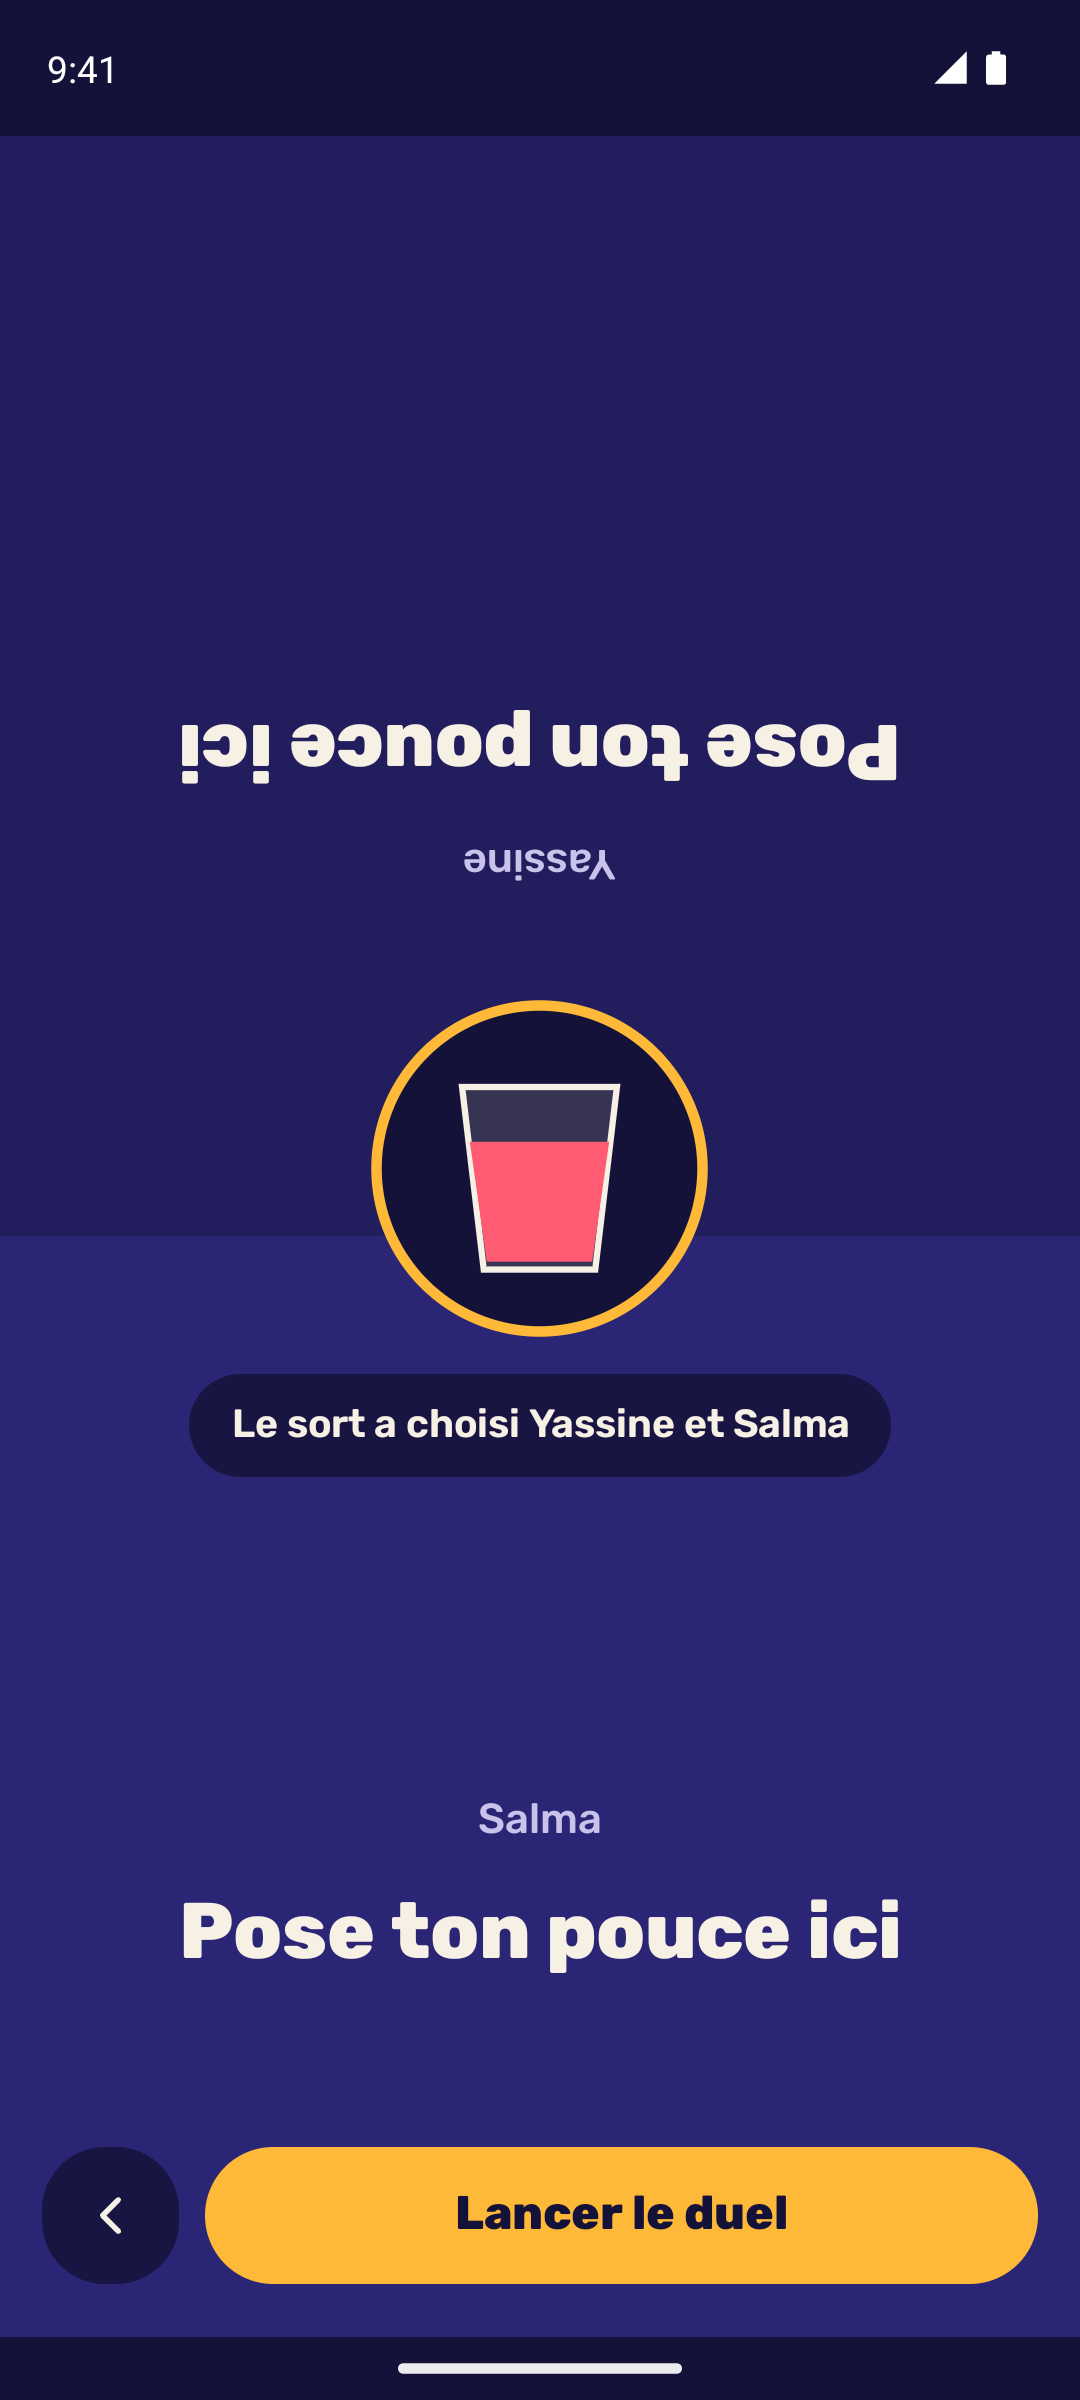 9:41
Pose ton pouce ici
Yassine
Le sort a choisi Yassine et Salma
Salma
Pose ton pouce ici
Lancer le duel